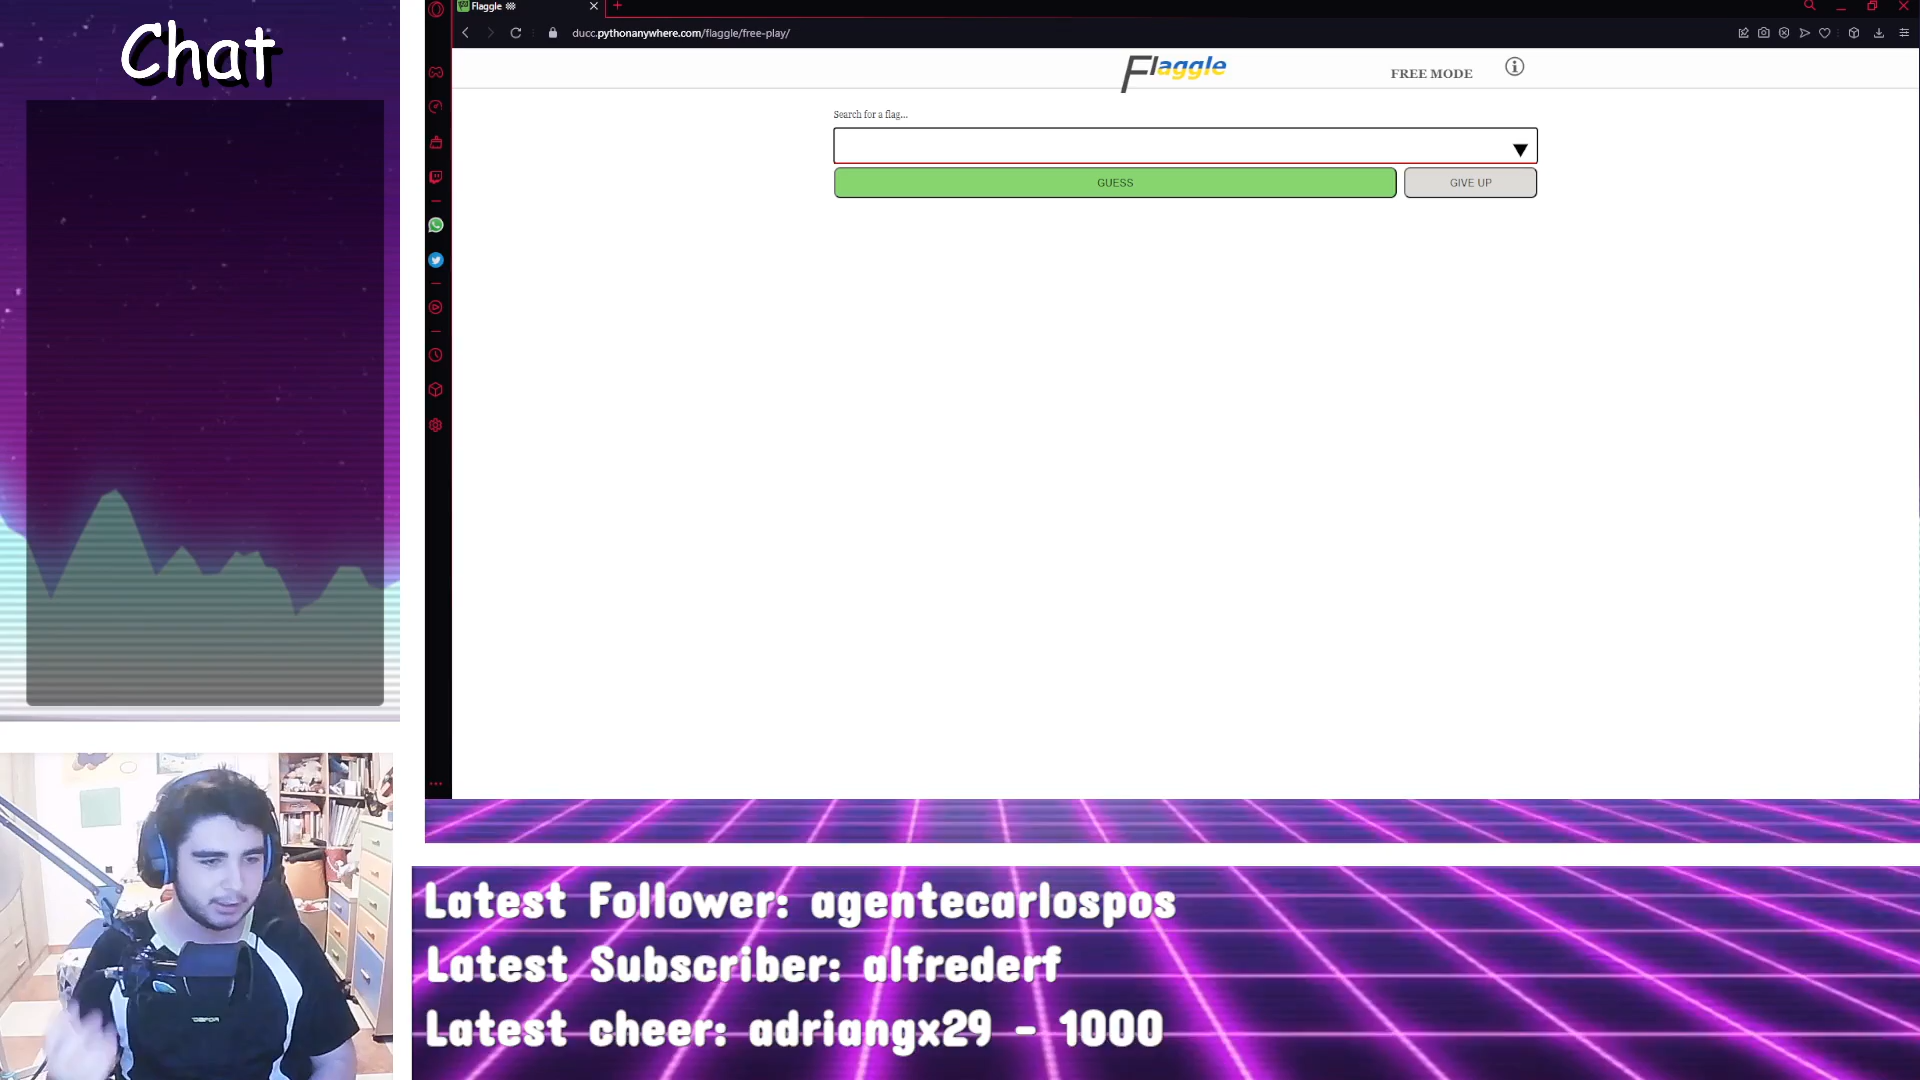 Chat
Flaggle
ducc.pythonanywhere.com/flaggle/free-play/
Flaggle
FREE MODE
Search for a flag...
GUESS
GIVE UP
Latest Follower: agentecarlospos
Latest Subscriber: alfrederf
Latest cheer: adriangx29 - 1000